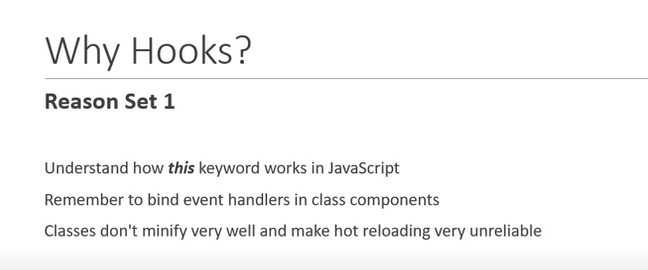 Why Hooks?
Reason Set 1
Understand how this keyword works in JavaScript
Remember to bind event handlers in class components
Classes don't minify very well and make hot reloading very unreliable